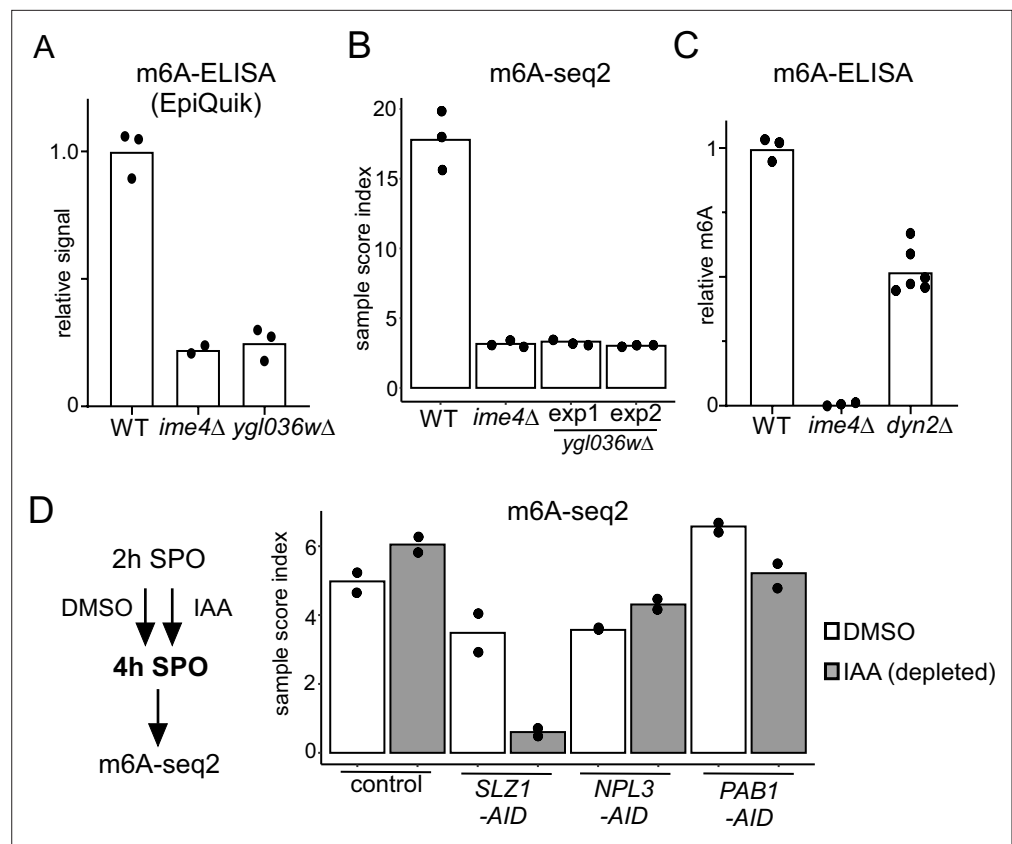 A
m6A-ELISA
(EpiQuik)
relative signal
1.0
0
WT ime4Δ ygl036wΔ
B
m6A-seq2
sample score index
20
15
10
5
0
WT ime4Δ exp1 exp2
ygl036wΔ
C
m6A-ELISA
relative m6A
1
0
WT ime4Δ dyn2Δ
D
2h SPO
DMSO IAA
4h SPO
m6A-seq2
m6A-seq2
sample score index
6
4
2
0
control
SLZ1
-AID
NPL3
-AID
PAB1
-AID
DMSO
IAA (depleted)